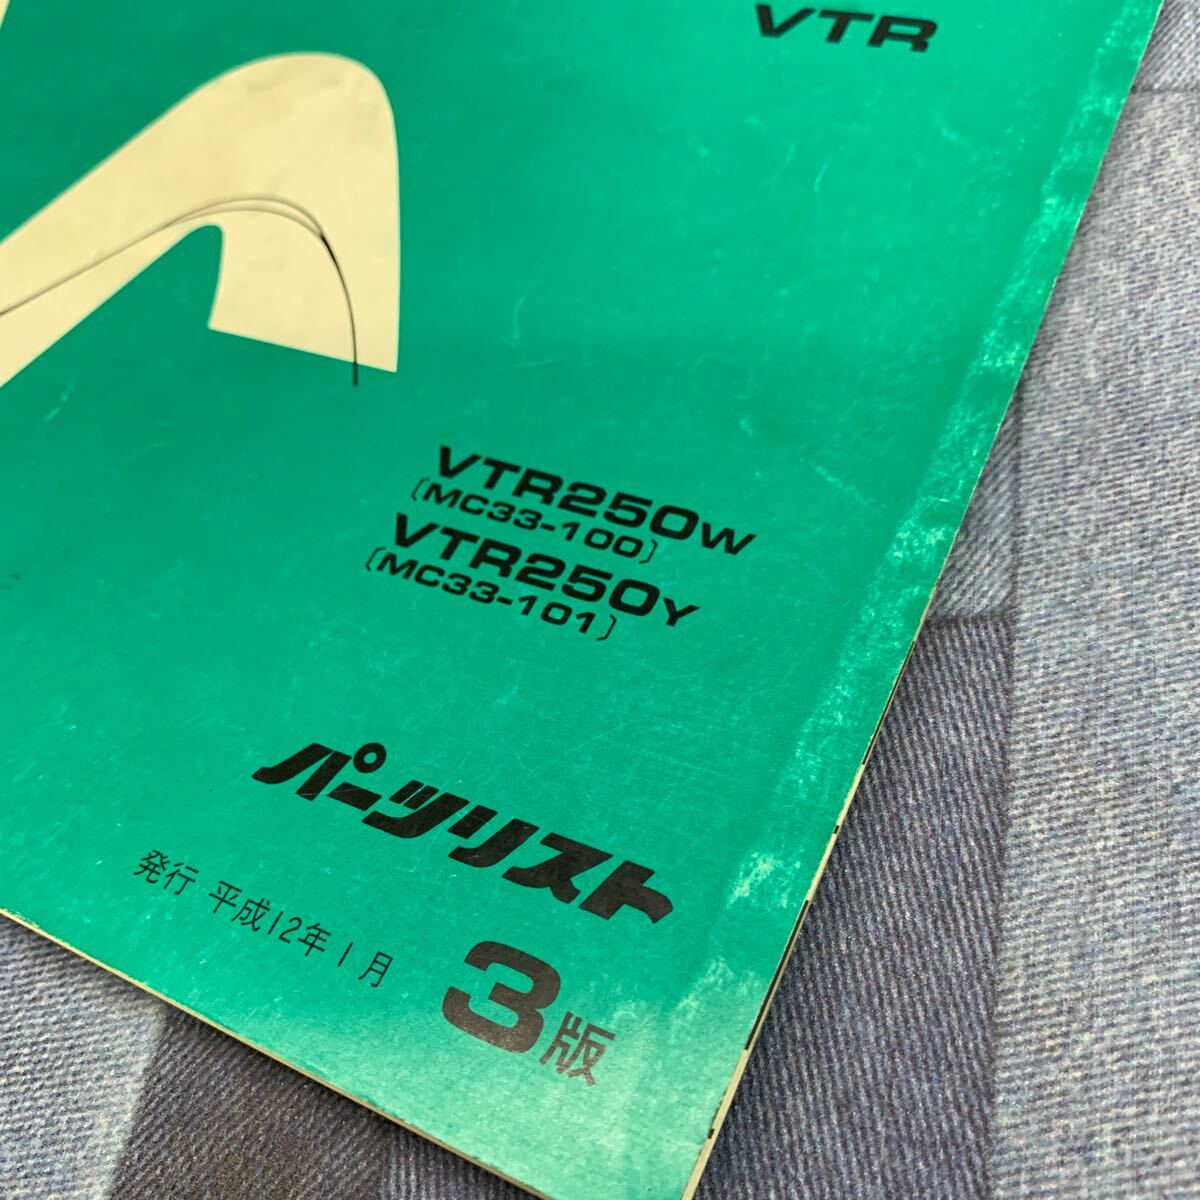 VTR
VTR250W
〔MC33-100〕
VTR250Y
〔MC33-101〕
パーツリスト
発行 平成12年1月
3版